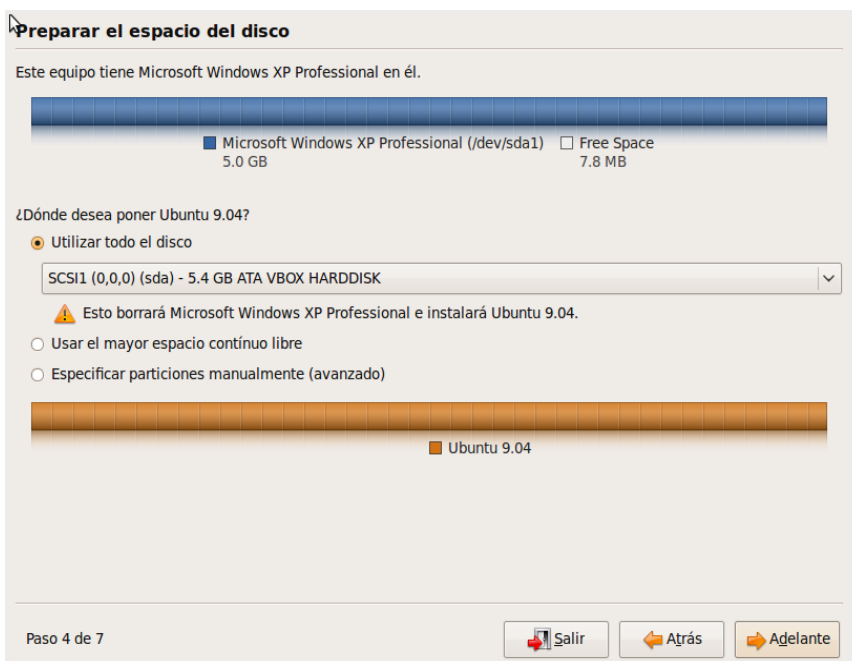 Preparar el espacio del disco
Este equipo tiene Microsoft Windows XP Professional en él.
Microsoft Windows XP Professional (/dev/sda1) Free Space
5.0 GB 7.8 MB
¿Dónde desea poner Ubuntu 9.04?
Utilizar todo el disco
SCSI1 (0,0,0) (sda) - 5.4 GB ATA VBOX HARDDISK
Esto borrará Microsoft Windows XP Professional e instalará Ubuntu 9.04.
Usar el mayor espacio contínuo libre
Especificar particiones manualmente (avanzado)
Ubuntu 9.04
Paso 4 de 7 Salir Atrás Adelante